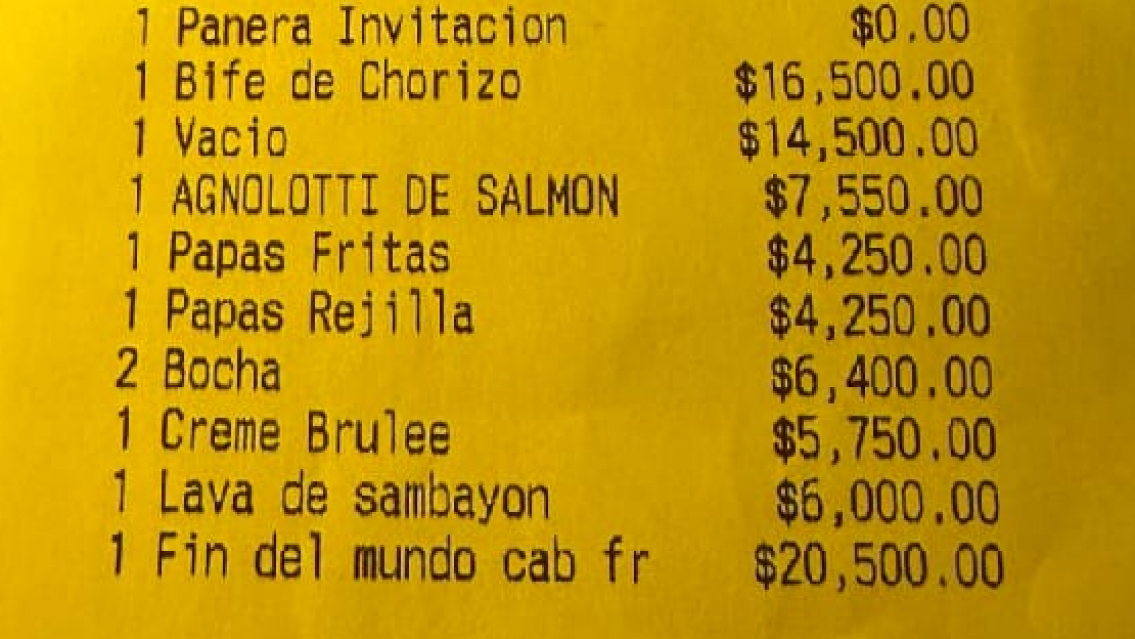 1 Panera Invitacion $0.00
1 Bife de Chorizo $16,500.00
1 Vacio $14,500.00
1 AGNOLOTTI DE SALMON $7,550.00
1 Papas Fritas $4,250.00
1 Papas Rejilla $4,250.00
2 Bocha $6,400.00
1 Creme Brulee $5,750.00
1 Lava de sambayon $6,000.00
1 Fin del mundo cab fr $20,500.00